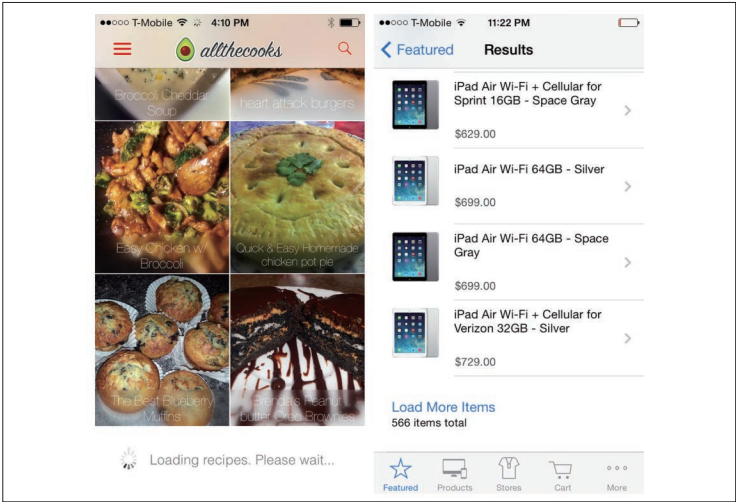 T-Mobile 4:10 PM
allthecooks
Broccoli Cheddar
Soup
heart attack burgers
Easy Chicken w/
Broccoli
Quick & Easy Homemade
chicken pot pie
The Best Blueberry
Muffins
Brenda's Peanut
butter Oreo Brownies
Loading recipes. Please wait...
T-Mobile 11:22 PM
Featured Results
iPad Air Wi-Fi + Cellular for
Sprint 16GB - Space Gray
$629.00
iPad Air Wi-Fi 64GB - Silver
$699.00
iPad Air Wi-Fi 64GB - Space
Gray
$699.00
iPad Air Wi-Fi + Cellular for
Verizon 32GB - Silver
$729.00
Load More Items
566 items total
Featured Products Stores Cart More